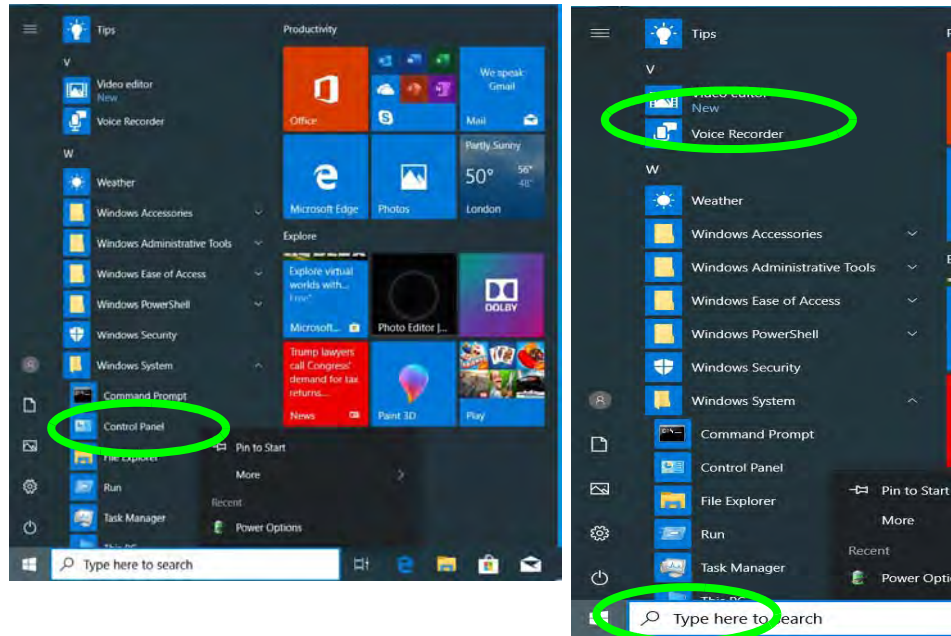 Tips
V
Video editor
New
Voice Recorder
W
Weather
Windows Accessories
Windows Administrative Tools
Windows Ease of Access
Windows PowerShell
Windows Security
Windows System
Command Prompt
Control Panel
File Explorer
Run
Task Manager
This PC
Type here to search
Productivity
Office
We speak
Gmail
Mail
Microsoft Edge
Photos
Partly Sunny
50° 56°
48°
London
Explore
Explore virtual
worlds with...
Free*
Microsoft...
Photo Editor |...
DOLBY
Trump lawyers
call Congress'
demand for tax
returns...
News
Paint 3D
Play
Pin to Start
More
Recent
Power Options
Tips
V
Video editor
New
Voice Recorder
W
Weather
Windows Accessories
Windows Administrative Tools
Windows Ease of Access
Windows PowerShell
Windows Security
Windows System
Command Prompt
Control Panel
File Explorer
Run
Task Manager
This PC
Type here to search
P
E
Pin to Start
More
Recent
Power Opti